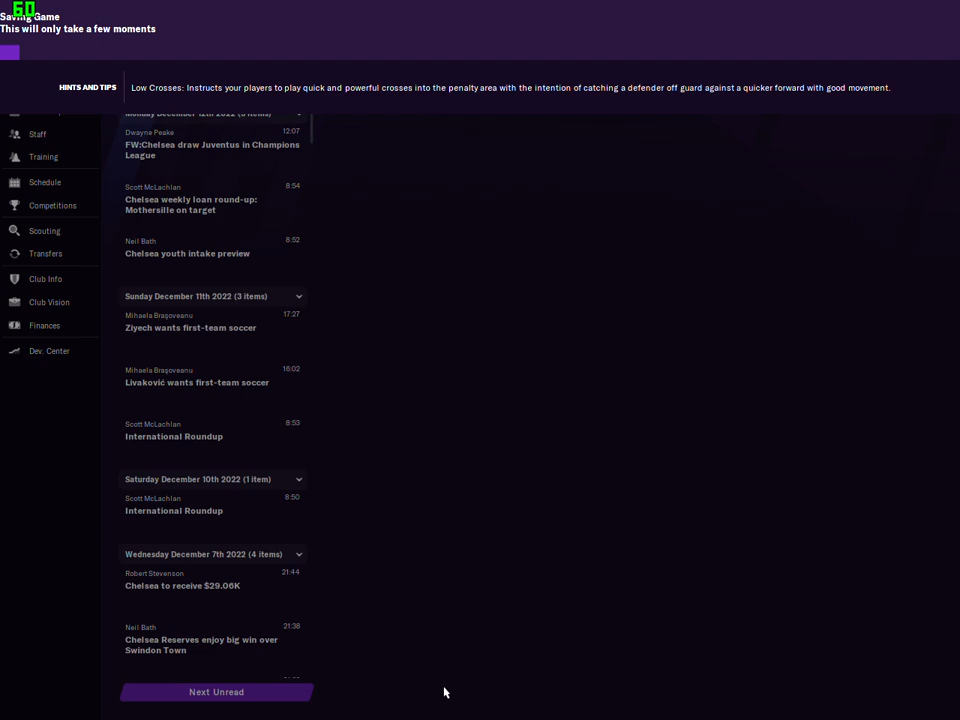 60
Saving Game
This will only take a few moments
HINTS AND TIPS
Low Crosses: Instructs your players to play quick and powerful crosses into the penalty area with the intention of catching a defender off guard against a quicker forward with good movement.
Staff
Training
Schedule
Competitions
Scouting
Transfers
Club Info
Club Vision
Finances
Dev. Center
Monday December 12th 2022 (3 items)
Dwayne Peake 12:07
FW:Chelsea draw Juventus in Champions
League
Scott McLachlan 8:54
Chelsea weekly loan round-up:
Mothersille on target
Neil Bath 8:52
Chelsea youth intake preview
Sunday December 11th 2022 (3 items)
Mihaela Braşoveanu 17:27
Ziyech wants first-team soccer
Mihaela Braşoveanu 16:02
Livaković wants first-team soccer
Scott McLachlan 8:53
International Roundup
Saturday December 10th 2022 (1 item)
Scott McLachlan 8:50
International Roundup
Wednesday December 7th 2022 (4 items)
Robert Stevenson 21:44
Chelsea to receive $29.06K
Neil Bath 21:38
Chelsea Reserves enjoy big win over
Swindon Town
Next Unread